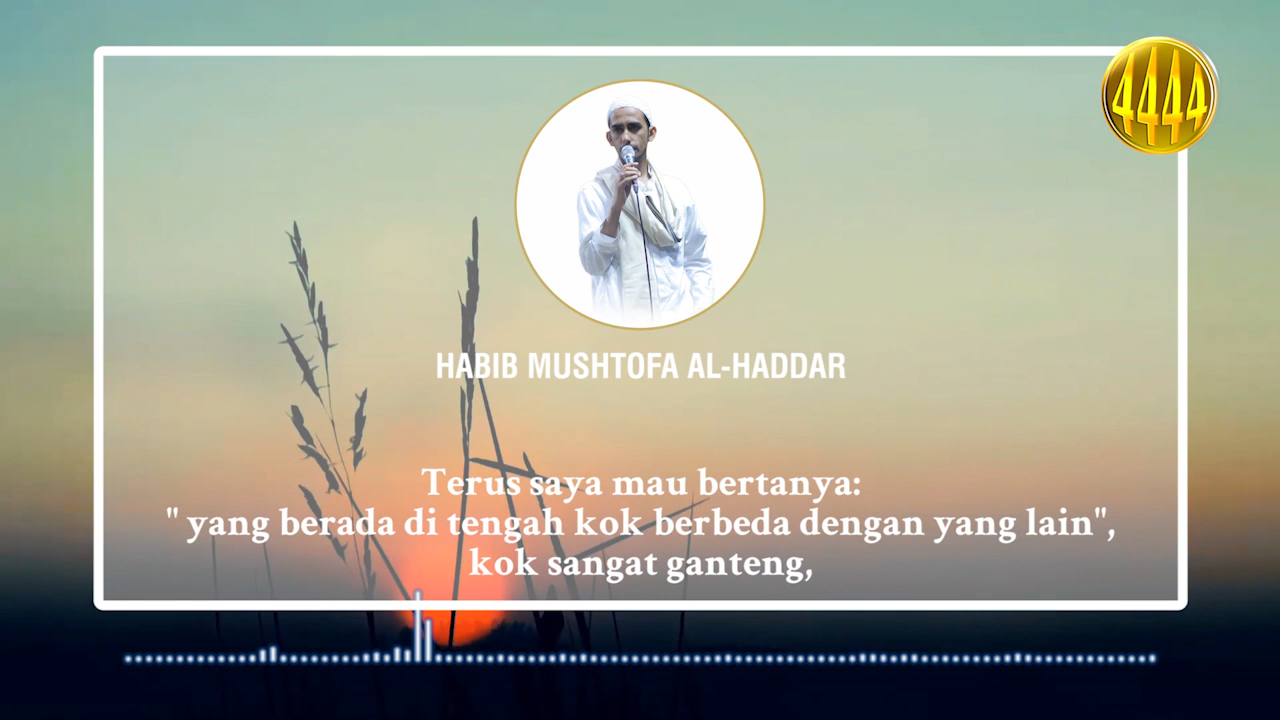 4444
HABIB MUSHTOFA AL-HADDAR
Terus saya mau bertanya:
" yang berada di tengah kok berbeda dengan yang lain",
kok sangat ganteng,